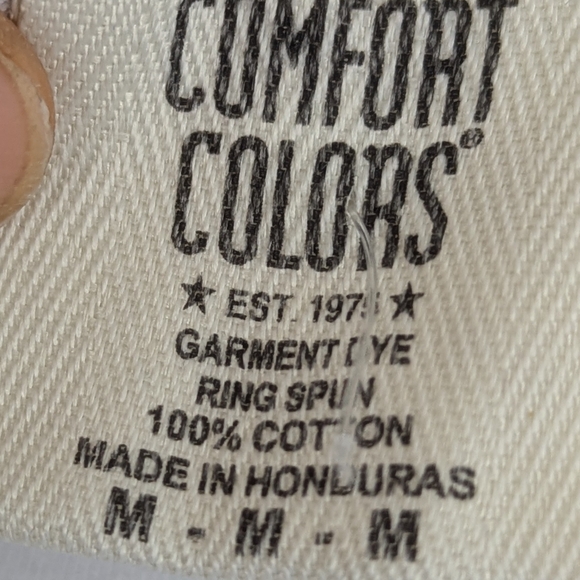 COMFORT
COLORS®
★ EST. 1975 ★
GARMENT DYE
RING SPUN
100% COTTON
MADE IN HONDURAS
M - M - M